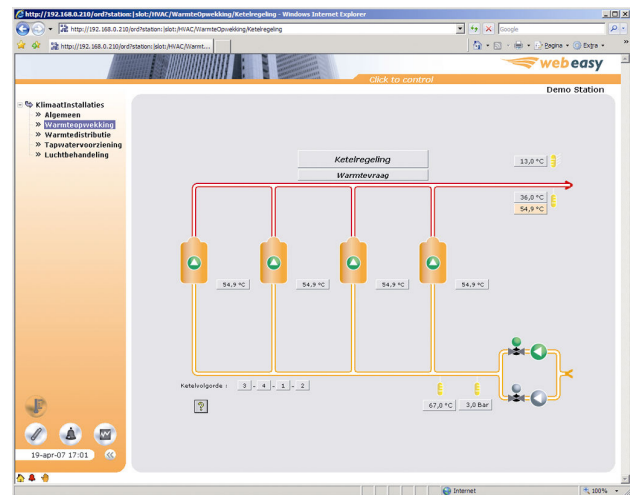 http://192.168.0.210/ord?station:|slot:/HVAC/WarmteOpwekking/Ketelregeling - Windows Internet Explorer
http://192.168.0.210/ord?station:|slot:/HVAC/WarmteOpwekking/Ketelregeling
Google
http://192.168.0.210/ord?station:|slot:/HVAC/Warmt...
Pagina
Extra
webeasy
Click to control
Demo Station
KlimaatInstallaties
» Algemeen
» Warmteopwekking
» Warmtedistributie
» Tapwatervoorziening
» Luchtbehandeling
Ketelregeling
Warmtevraag
13,0 °C
36,0 °C
54,9 °C
54,9 °C
54,9 °C
54,9 °C
54,9 °C
Ketelvolgorde : 3 - 4 - 1 - 2
?
67,0 °C
3,0 Bar
19-apr-07 17:01
Internet
100%